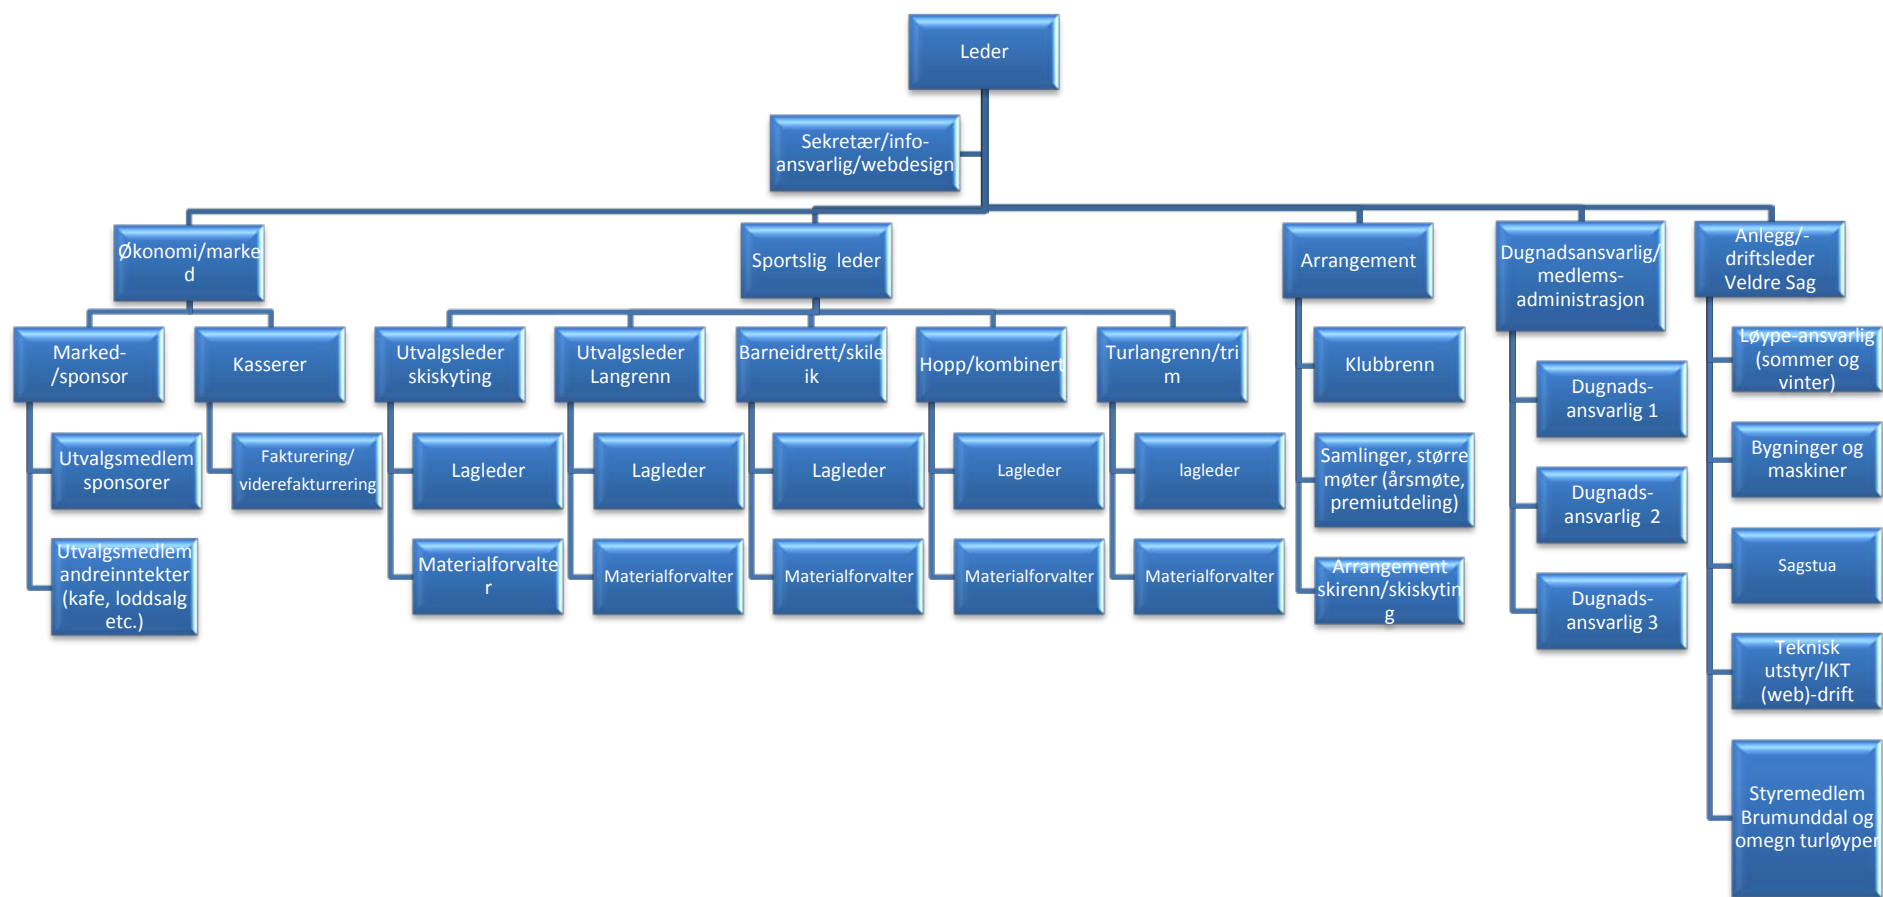 Leder
Sekretær/info-
ansvarlig/webdesign
Økonomi/marke
d
Sportslig  leder
Arrangement
Dugnadsansvarlig/
medlems-
administrasjon
Anlegg/-
driftsleder
Veldre Sag
Marked-
/sponsor
Kasserer
Utvalgsleder
skiskyting
Utvalgsleder
Langrenn
Barneidrett/skile
ik
Hopp/kombinert
Turlangrenn/tri
m
Klubbrenn
Dugnads-
ansvarlig 1
Løype-ansvarlig
(sommer og
vinter)
Utvalgsmedlem
sponsorer
Fakturering/
viderefakturrering
Lagleder
Lagleder
Lagleder
Lagleder
lagleder
Samlinger, større
møter (årsmøte,
premiutdeling)
Dugnads-
ansvarlig  2
Bygninger og
maskiner
Utvalgsmedlem
andreinntekter
(kafe, loddsalg
etc.)
Materialforvalte
r
Materialforvalter
Materialforvalter
Materialforvalter
Materialforvalter
Arrangement
skirenn/skiskytin
g
Dugnads-
ansvarlig 3
Sagstua
Teknisk
utstyr/IKT
(web)-drift
Styremedlem
Brumunddal og
omegn turløyper